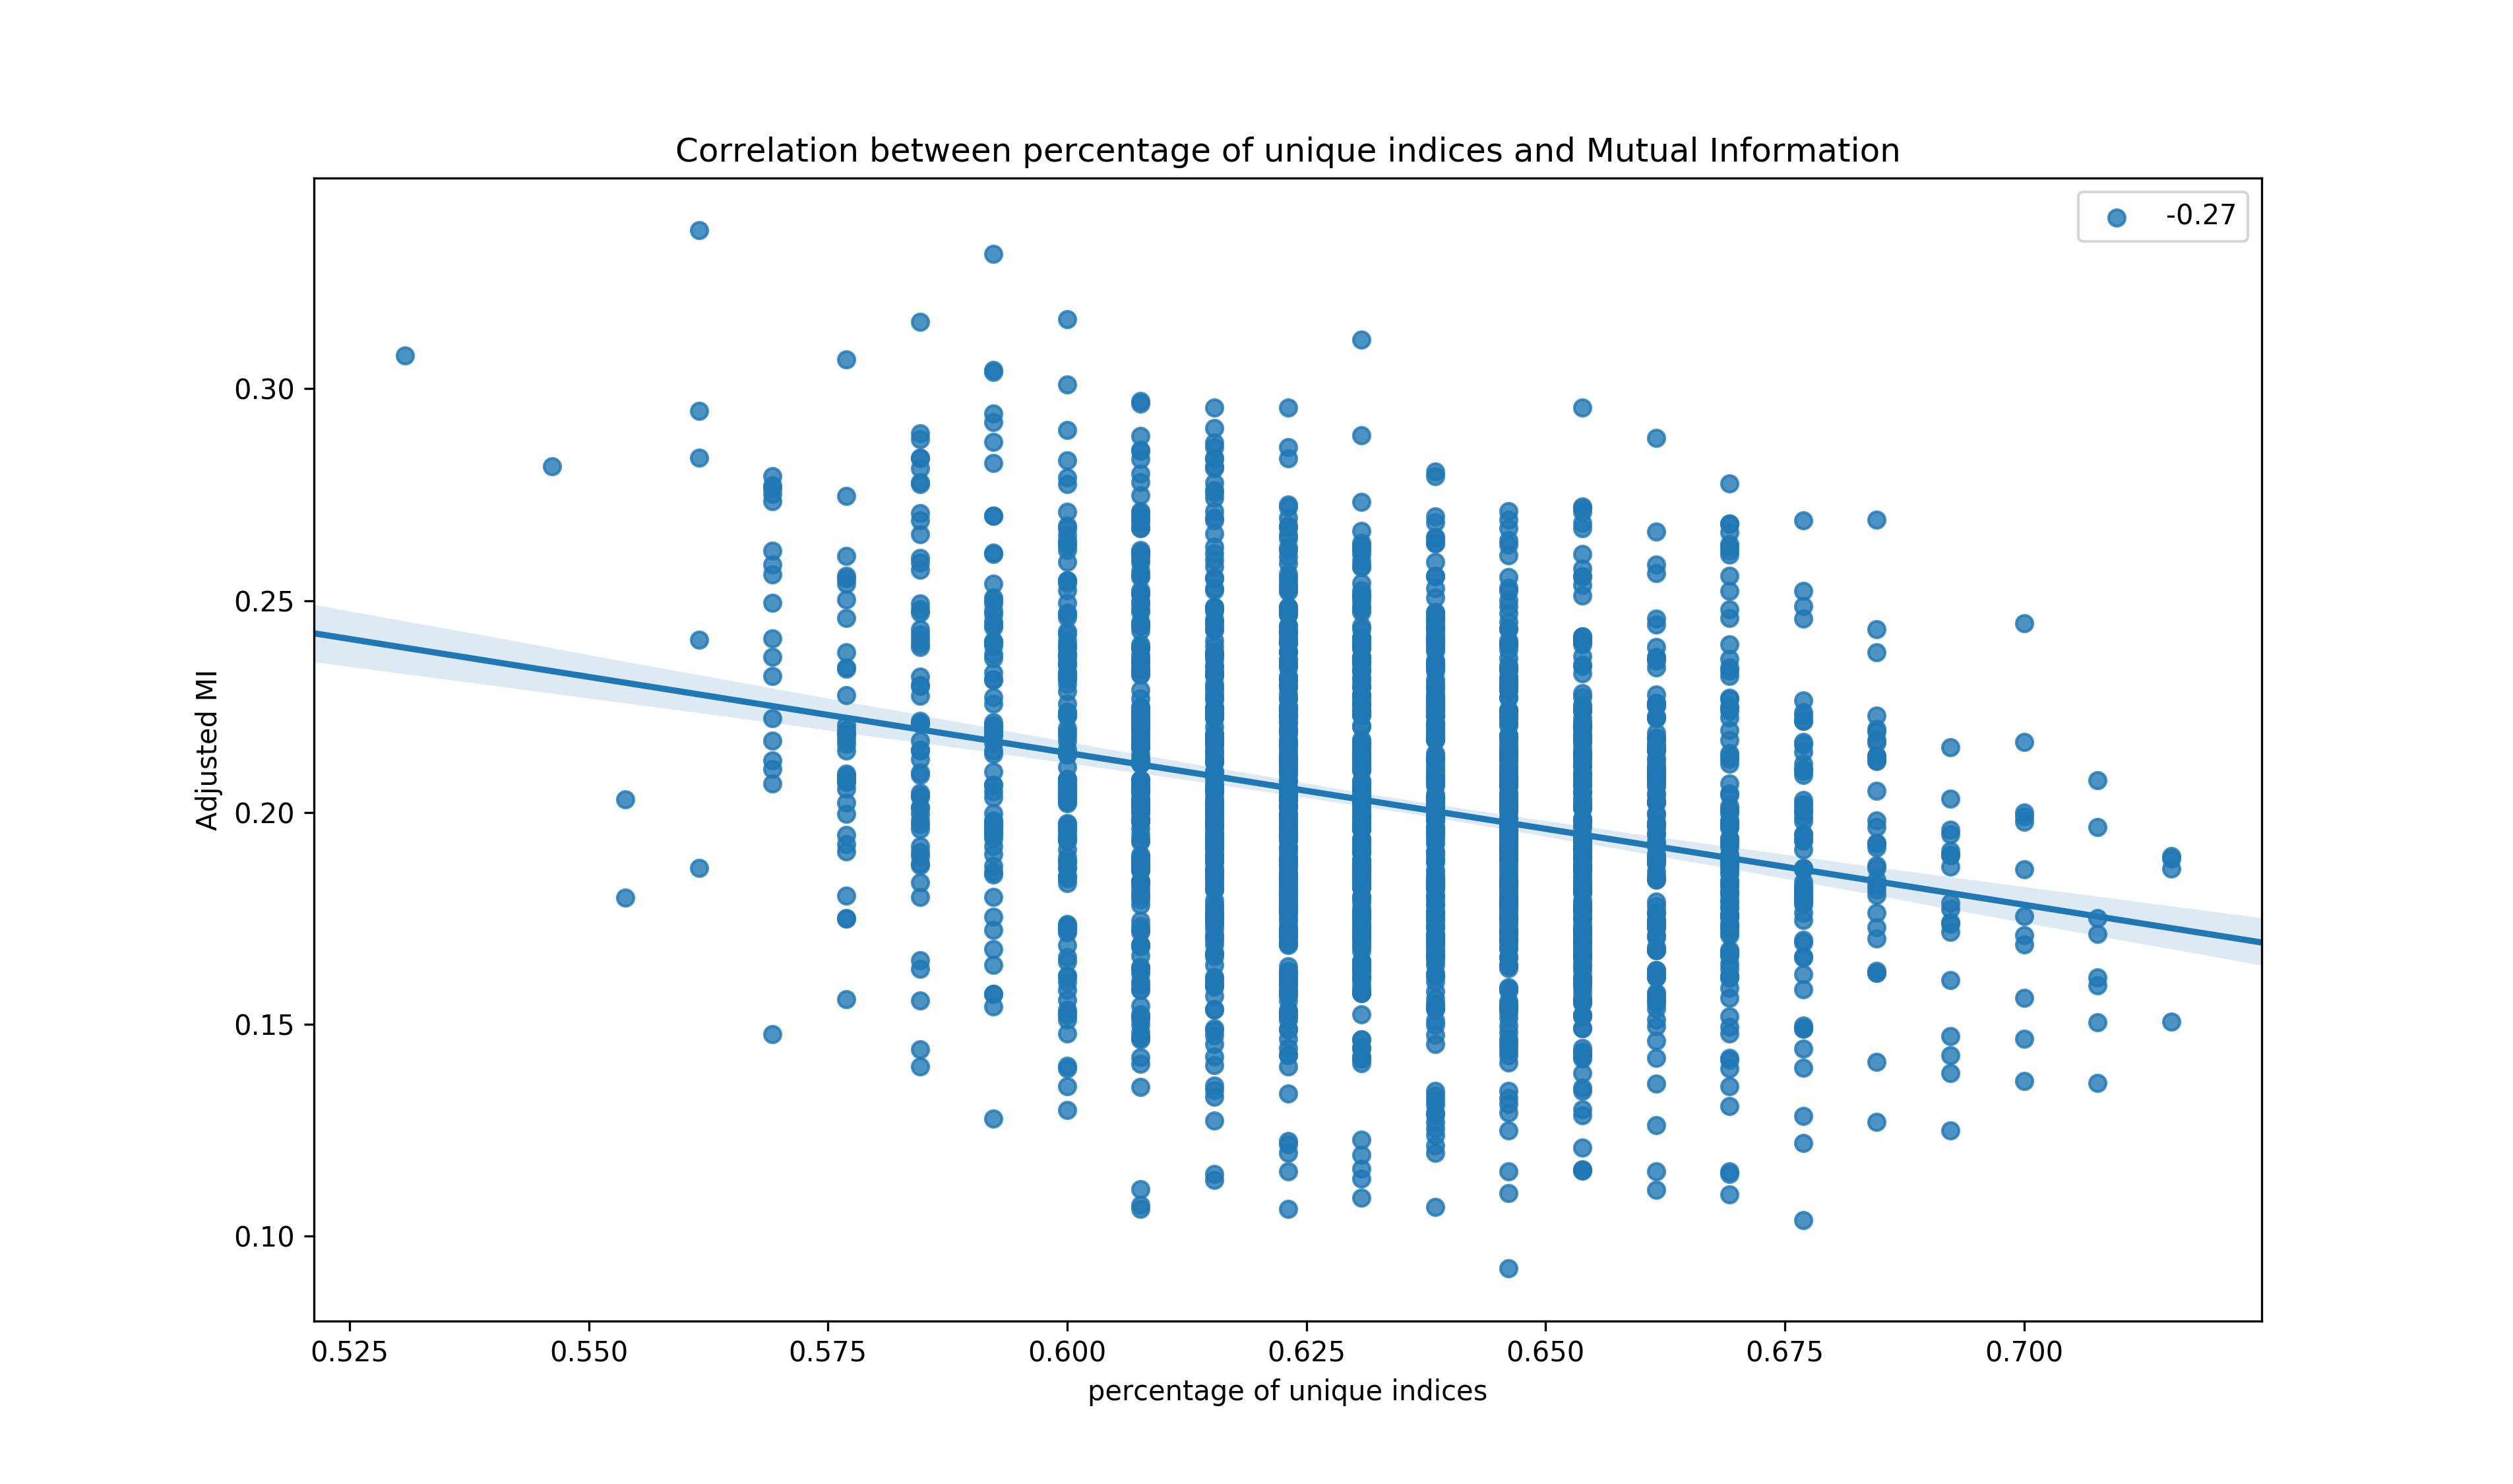 Correlation between percentage of unique indices and Mutual Information
-0.27
0.30
0.25
0.20
0.15
0.10
Adjusted MI
0.525 0.550 0.575 0.600 0.625 0.650 0.675 0.700
percentage of unique indices